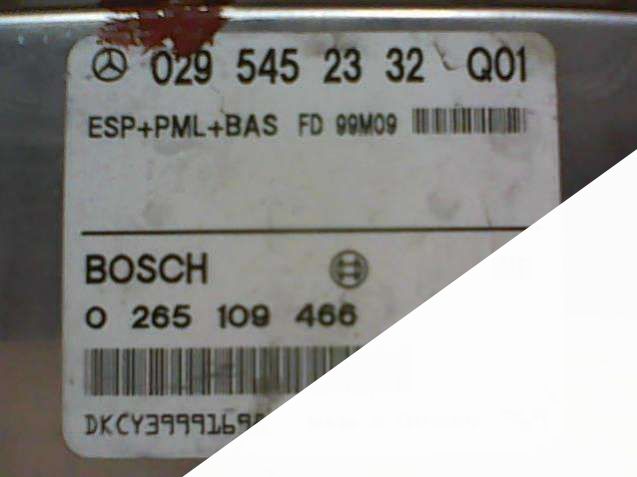 029 545 23 32 Q01
ESP+PML+BAS FD 99M09
BOSCH
0 265 109 466